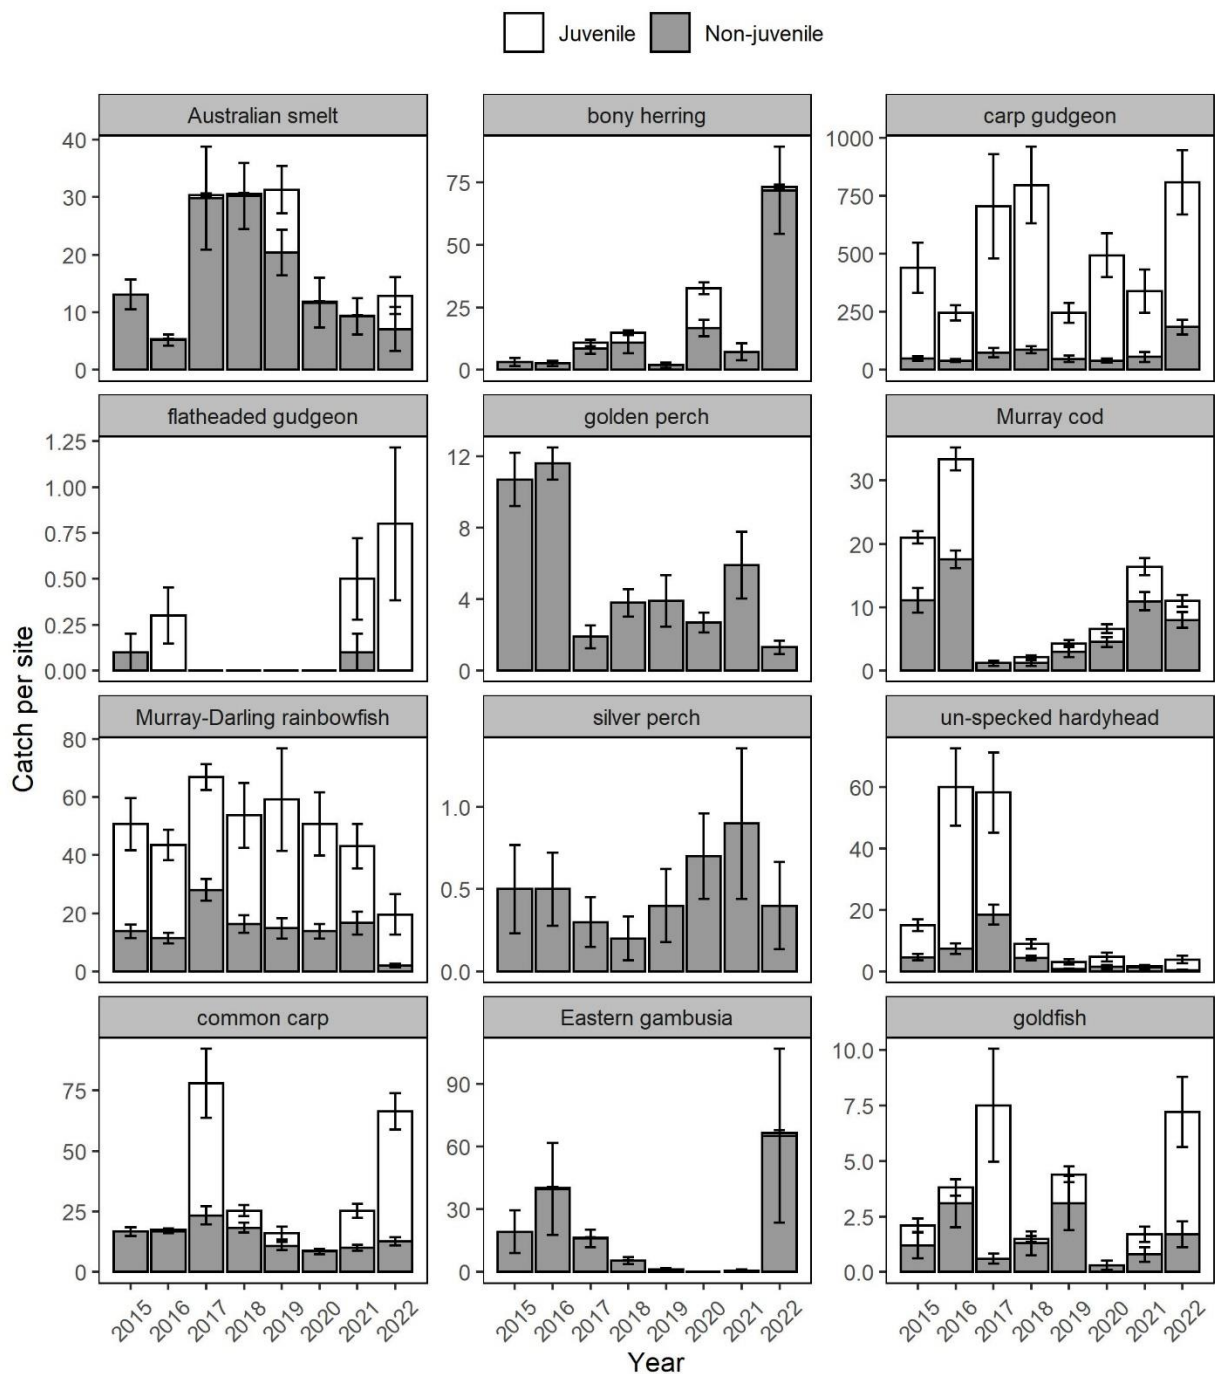 Juvenile Non-juvenile
Australian smelt bony herring carp gudgeon
40 75 1000
30 50 750
20 25 500
10 0 250
0 0
flatheaded gudgeon golden perch Murray cod
1.25 12 30
1.00 8 20
0.75 4 10
0.50 0 0
0.25
0.00
Murray-Darling rainbowfish silver perch un-specked hardyhead
80 1.0 60
60 0.5 40
40 0.0 20
20 0
0
common carp Eastern gambusia goldfish
75 90 10.0
50 60 7.5
25 30 5.0
0 0 2.5
0.0
2015 2016 2017 2018 2019 2020 2021 2022 2015 2016 2017 2018 2019 2020 2021 2022 2015 2016 2017 2018 2019 2020 2021 2022
Year
Catch per site